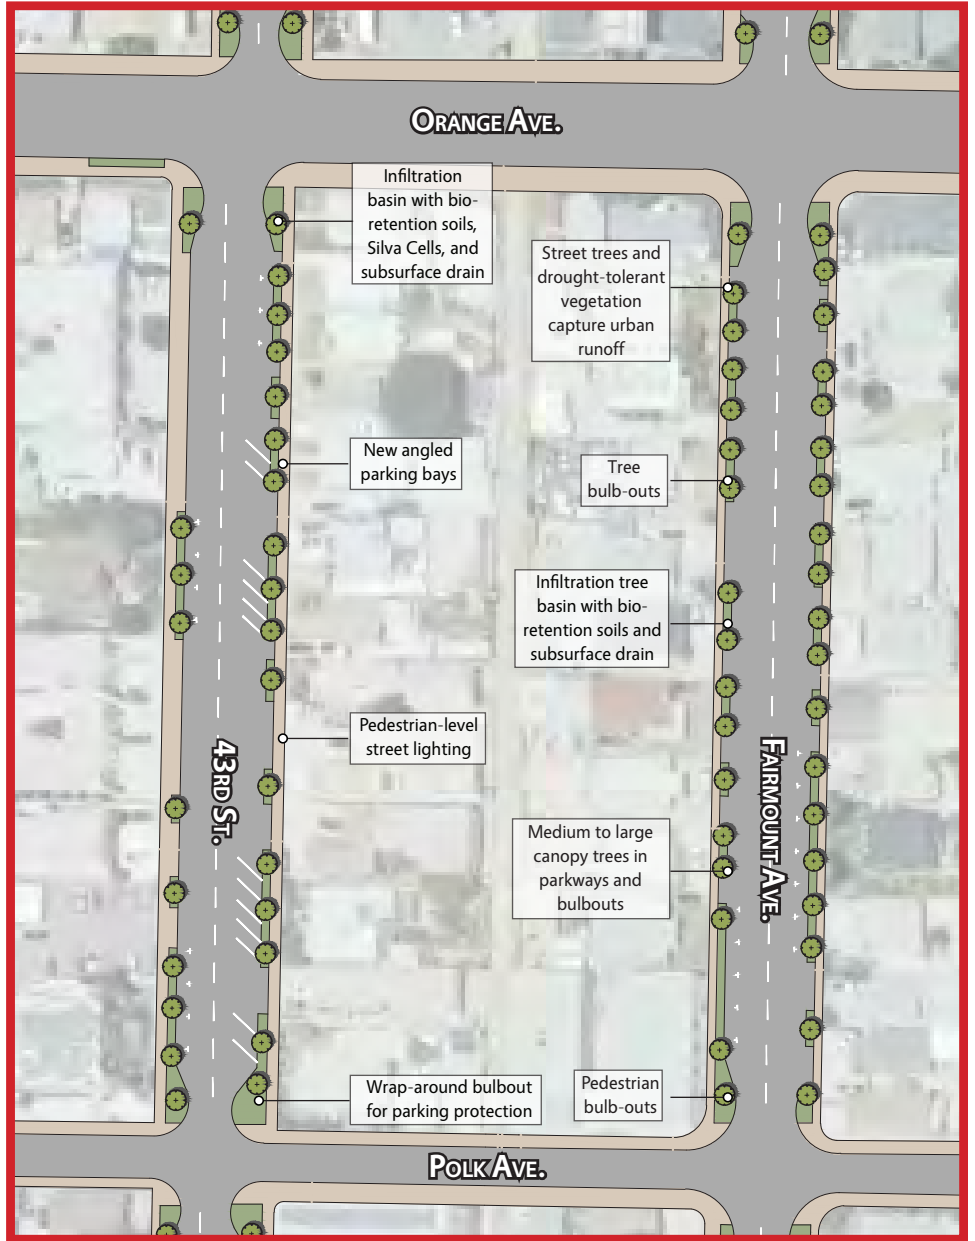 Orange Ave.
Infiltration
basin with bio-
retention soils,
Silva Cells, and
subsurface drain
Street trees and
drought-tolerant
vegetation
capture urban
runoff
New angled
parking bays
Tree
bulb-outs
Infiltration tree
basin with bio-
retention soils and
subsurface drain
Pedestrian-level
street lighting
43rd St.
Fairmount Ave.
Medium to large
canopy trees in
parkways and
bulbouts
Wrap-around bulbout
for parking protection
Pedestrian
bulb-outs
Polk Ave.